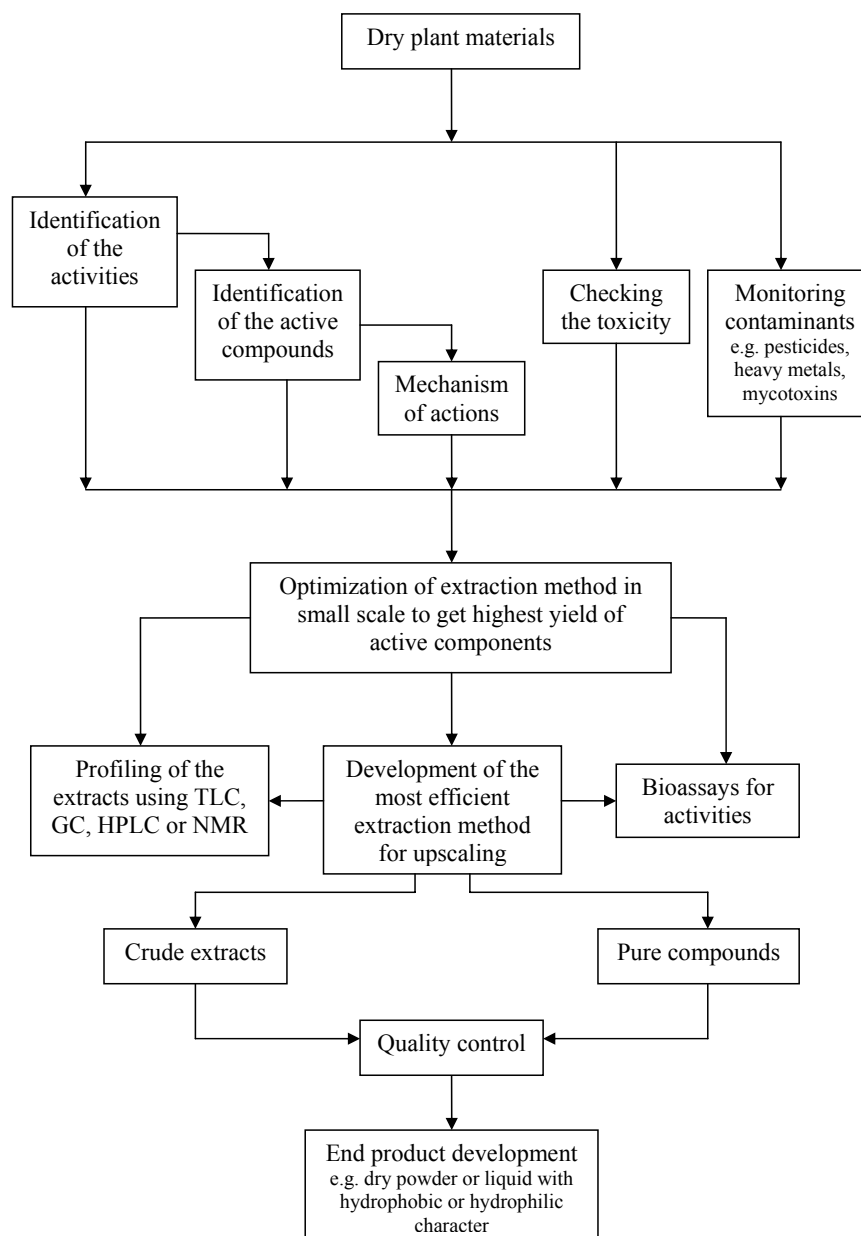 Dry plant materials
Identification
of the
activities
Identification
of the active
compounds
Mechanism
of actions
Checking
the toxicity
Monitoring
contaminants
e.g. pesticides,
heavy metals,
mycotoxins
Optimization of extraction method in
small scale to get highest yield of
active components
Profiling of the
extracts using TLC,
GC, HPLC or NMR
Development of the
most efficient
extraction method
for upscaling
Bioassays for
activities
Crude extracts
Pure compounds
Quality control
End product development
e.g. dry powder or liquid with
hydrophobic or hydrophilic
character